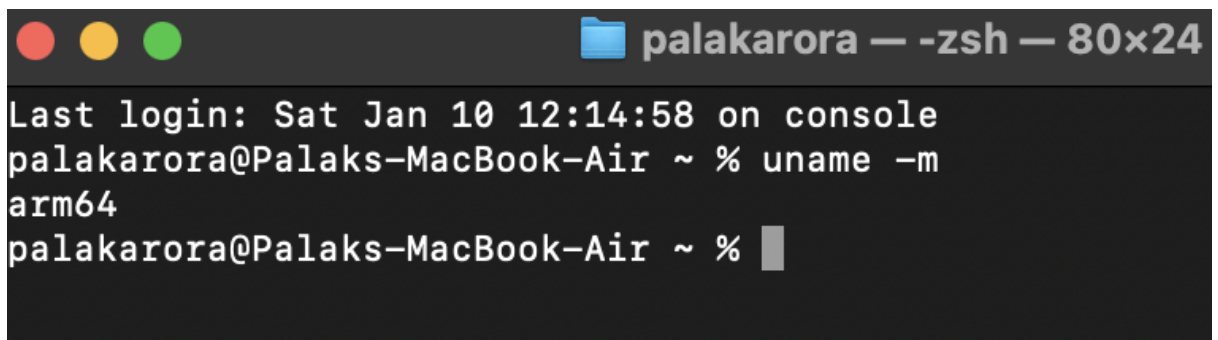 palakarora — -zsh — 80×24
Last login: Sat Jan 10 12:14:58 on console
palakarora@Palaks-MacBook-Air ~ % uname -m
arm64
palakarora@Palaks-MacBook-Air ~ %